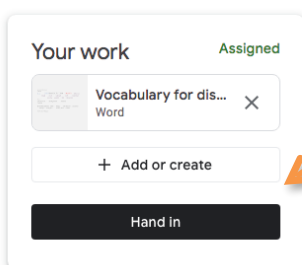 Your work
Assigned
Vocabulary for dis...
Word
+ Add or create
Hand in